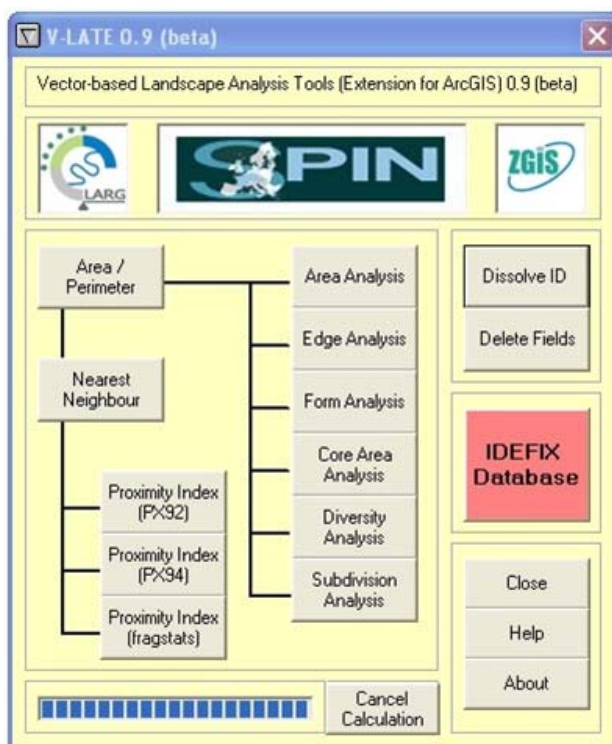 V-LATE 0.9 (beta)
Vector-based Landscape Analysis Tools (Extension for ArcGIS) 0.9 (beta)
LARG
SPIN
ZGIS
Area /
Perimeter
Nearest
Neighbour
Proximity Index
(PX92)
Proximity Index
(PX94)
Proximity Index
(fragstats)
Area Analysis
Edge Analysis
Form Analysis
Core Area
Analysis
Diversity
Analysis
Subdivision
Analysis
Dissolve ID
Delete Fields
IDEFIX
Database
Close
Help
About
Cancel
Calculation